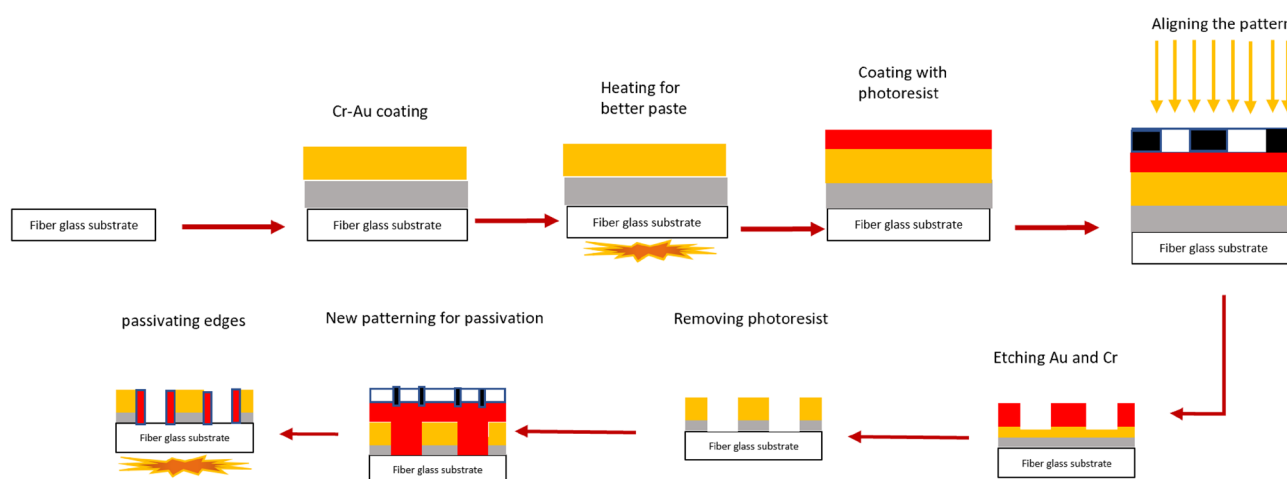 Fiber glass substrate
Cr-Au coating
Fiber glass substrate
Heating for
better paste
Fiber glass substrate
Coating with
photoresist
Fiber glass substrate
Aligning the pattern
Fiber glass substrate
Etching Au and Cr
Fiber glass substrate
Removing photoresist
Fiber glass substrate
New patterning for passivation
Fiber glass substrate
passivating edges
Fiber glass substrate